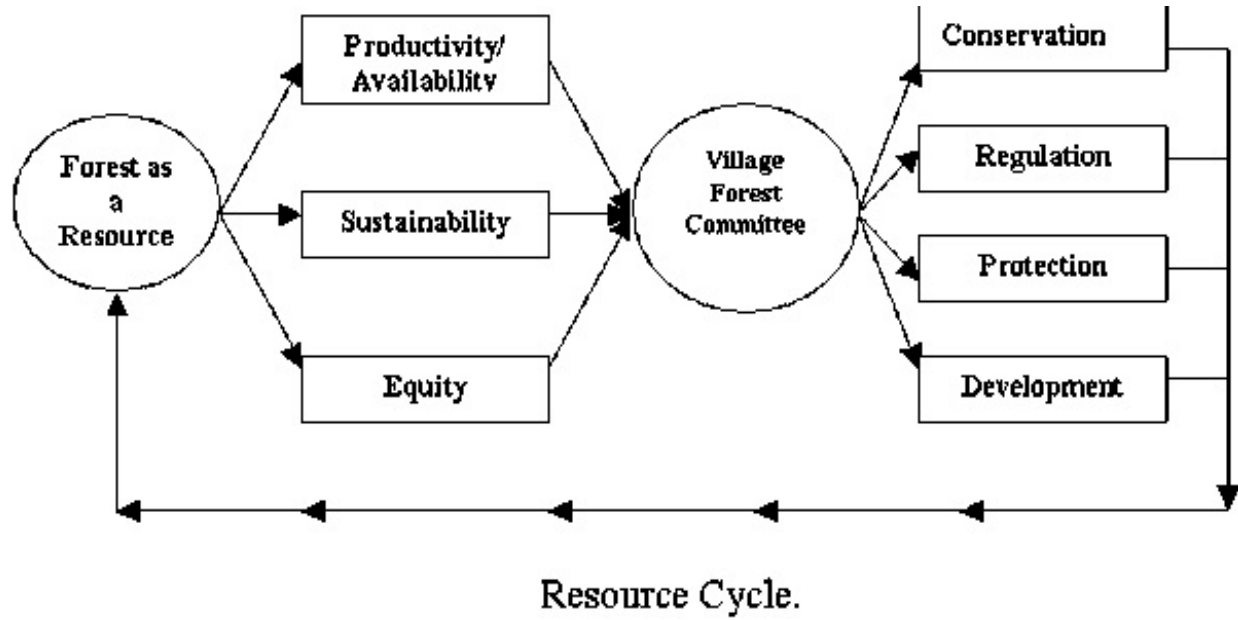 Productivity/
Availability
Conservation
Forest as
a
Resource
Village
Forest
Committee
Regulation
Sustainability
Protection
Equity
Development
Resource Cycle.